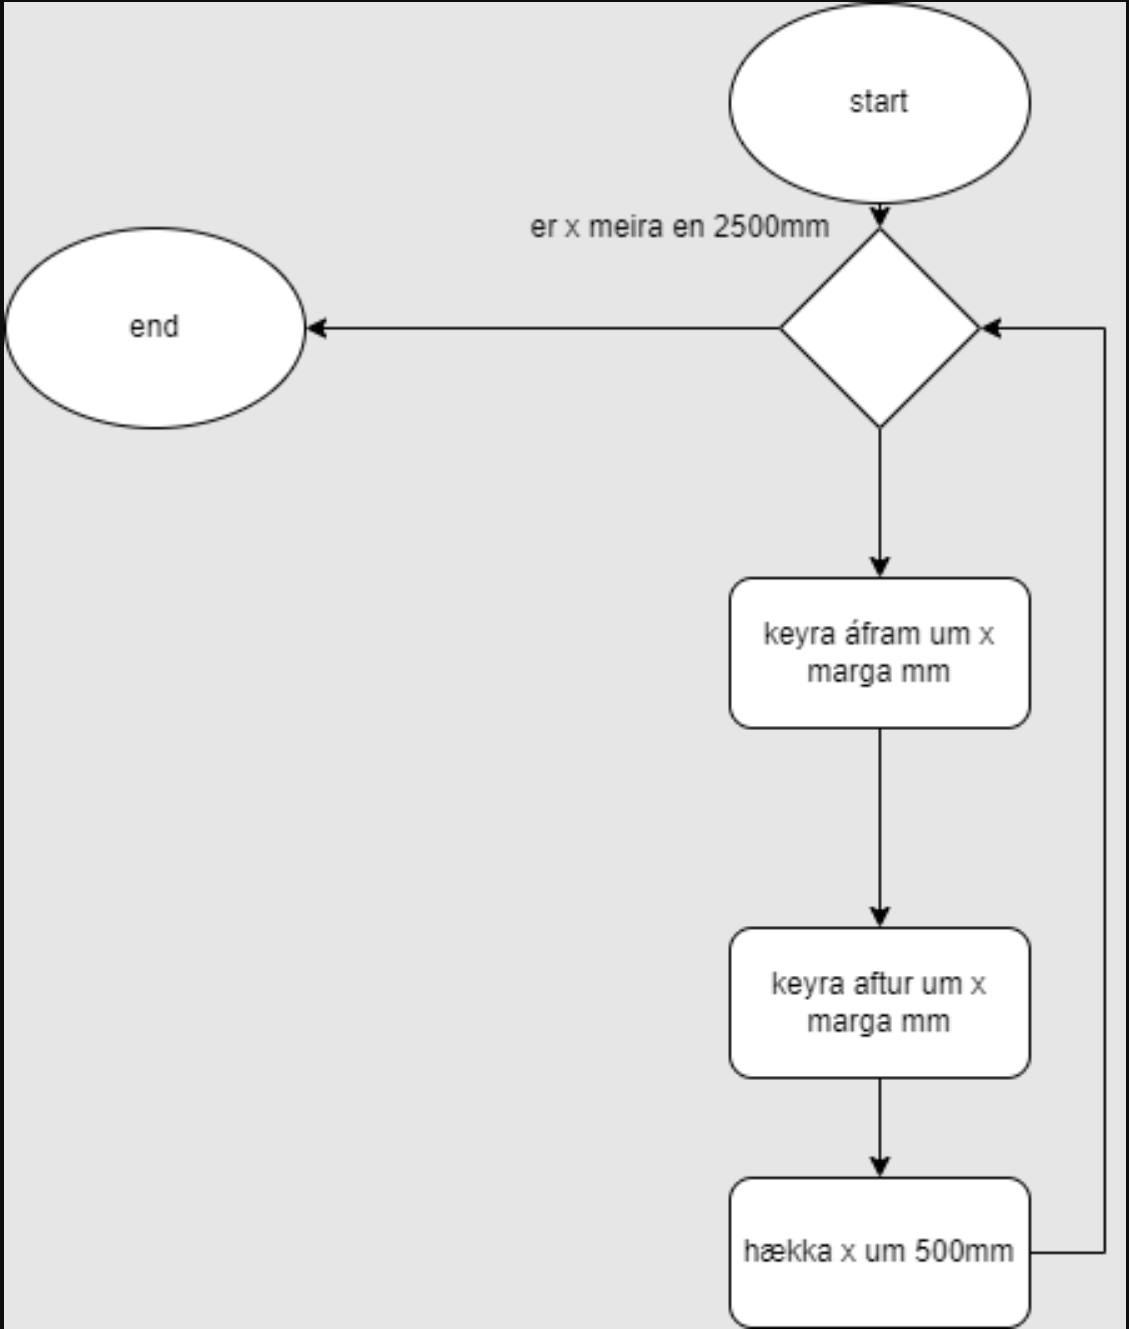 start
er x meira en 2500mm
end
keyra áfram um x
marga mm
keyra aftur um x
marga mm
hækka x um 500mm